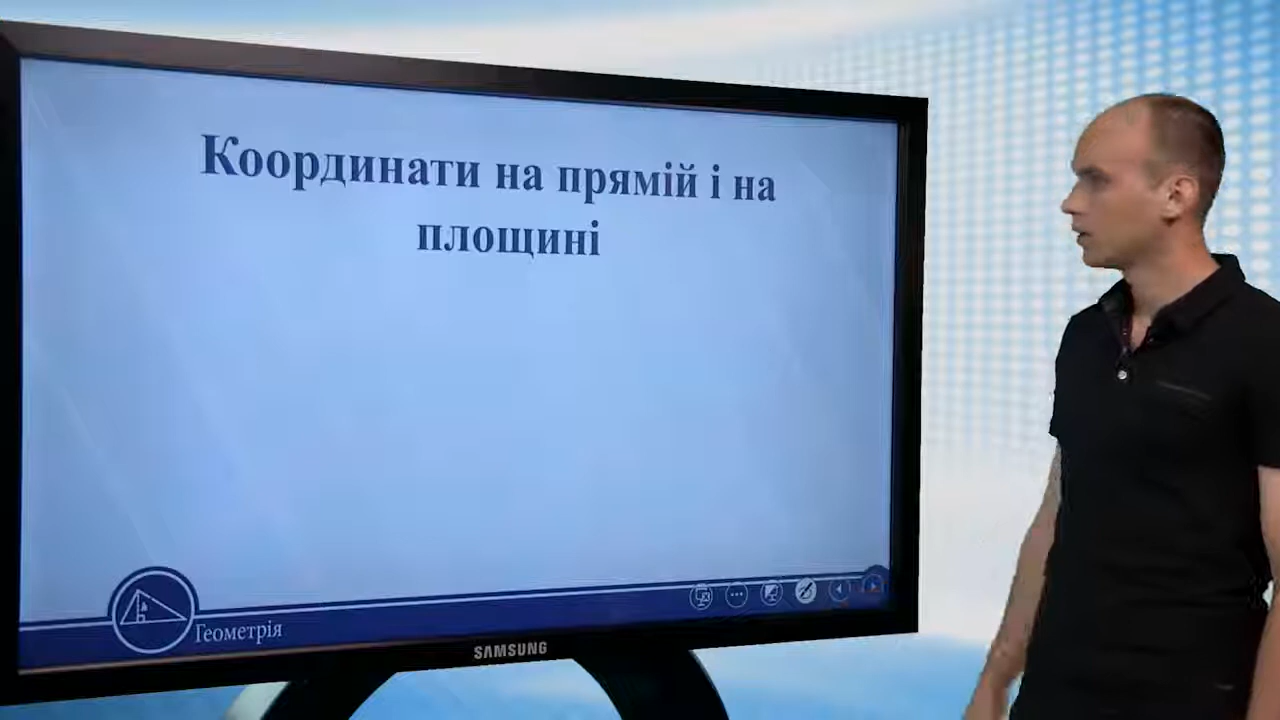 Координати на прямій і на
площині
Геометрія
SAMSUNG